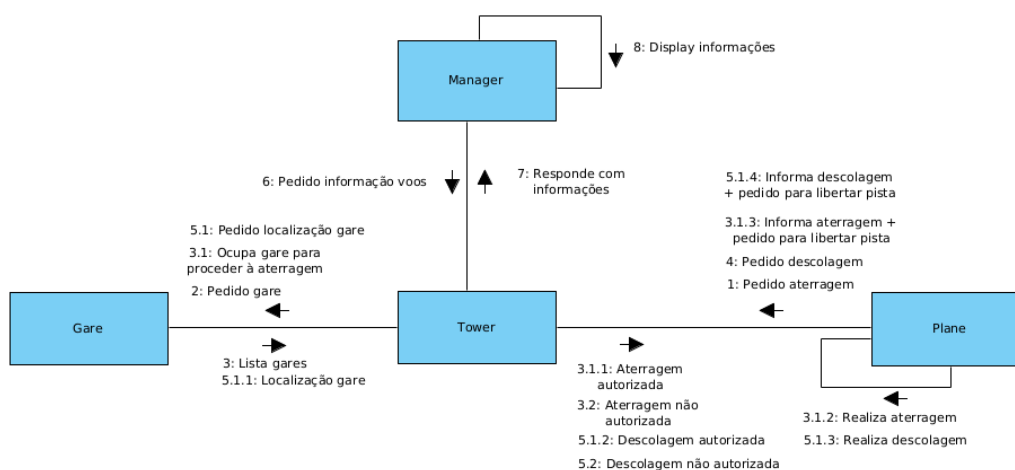 8: Display informações
Manager
6: Pedido informação voos
7: Responde com
informações
5.1.4: Informa descolagem
+ pedido para libertar pista
3.1.3: Informa aterragem +
pedido para libertar pista
4: Pedido descolagem
1: Pedido aterragem
5.1: Pedido localização gare
3.1: Ocupa gare para
proceder à aterragem
2: Pedido gare
Gare
Tower
Plane
3: Lista gares
5.1.1: Localização gare
3.1.1: Aterragem
autorizada
3.2: Aterragem não
autorizada
5.1.2: Descolagem autorizada
5.2: Descolagem não autorizada
3.1.2: Realiza aterragem
5.1.3: Realiza descolagem